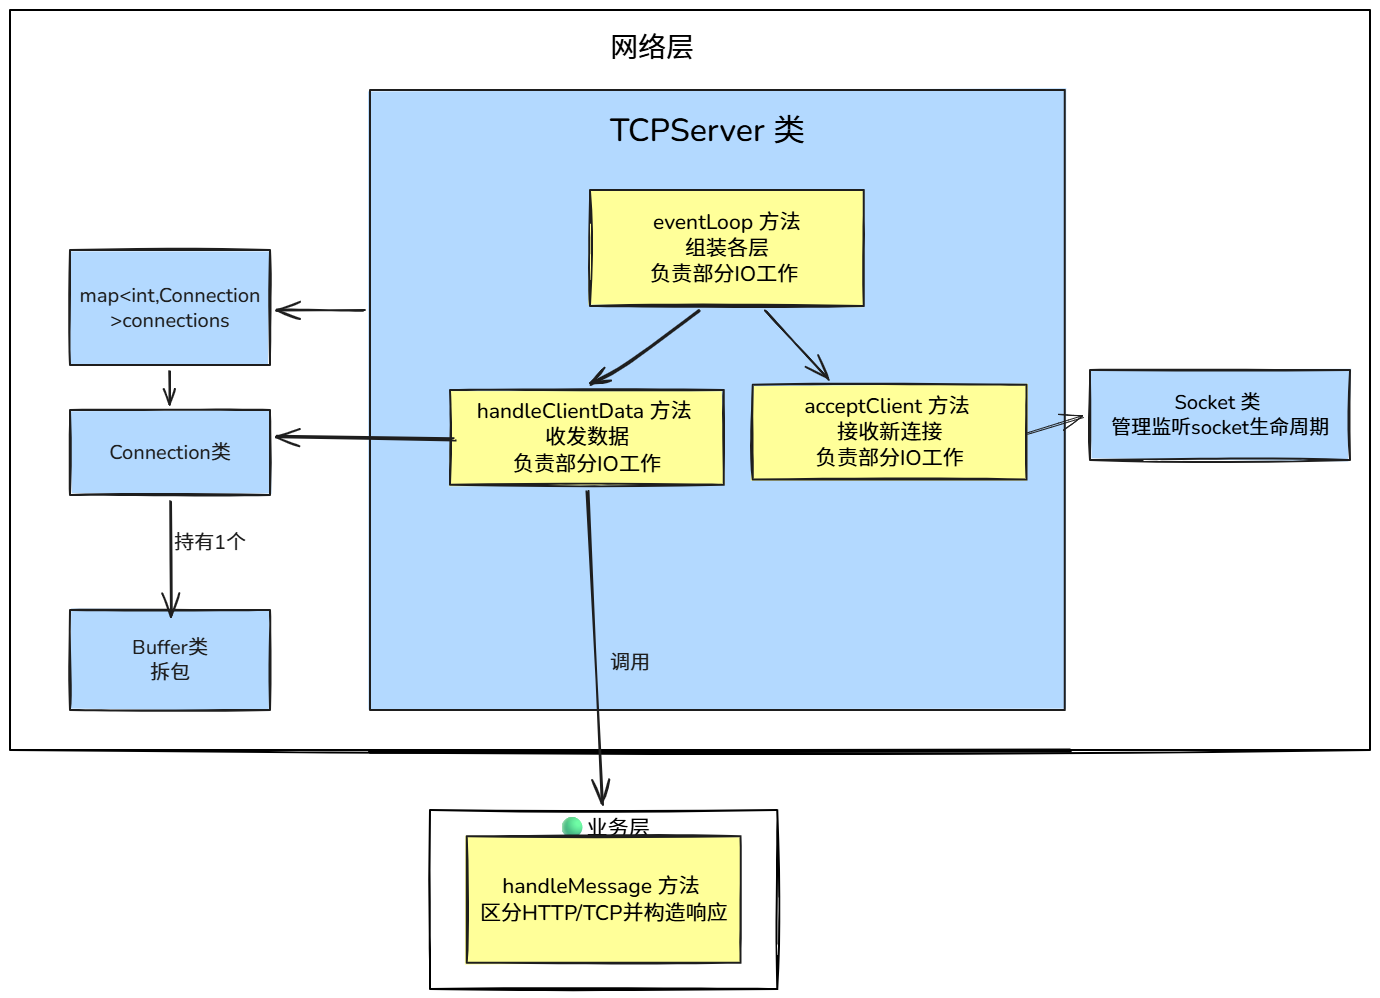 网络层
TCPServer 类
eventLoop 方法
组装各层
负责部分IO工作
map<int,Connection
>connections
handleClientData 方法
收发数据
负责部分IO工作
acceptClient 方法
接收新连接
负责部分IO工作
Socket 类
管理监听socket生命周期
Connection类
持有1个
Buffer类
拆包
调用
业务层
handleMessage 方法
区分HTTP/TCP并构造响应